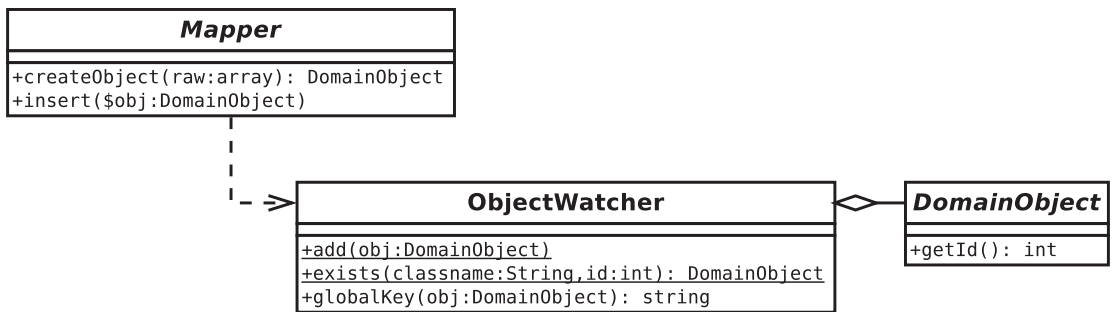 Mapper
+createObject(raw:array): DomainObject
+insert($obj:DomainObject)
ObjectWatcher
+add(obj:DomainObject)
+exists(classname:String,id:int): DomainObject
+globalKey(obj:DomainObject): string
DomainObject
+getId(): int